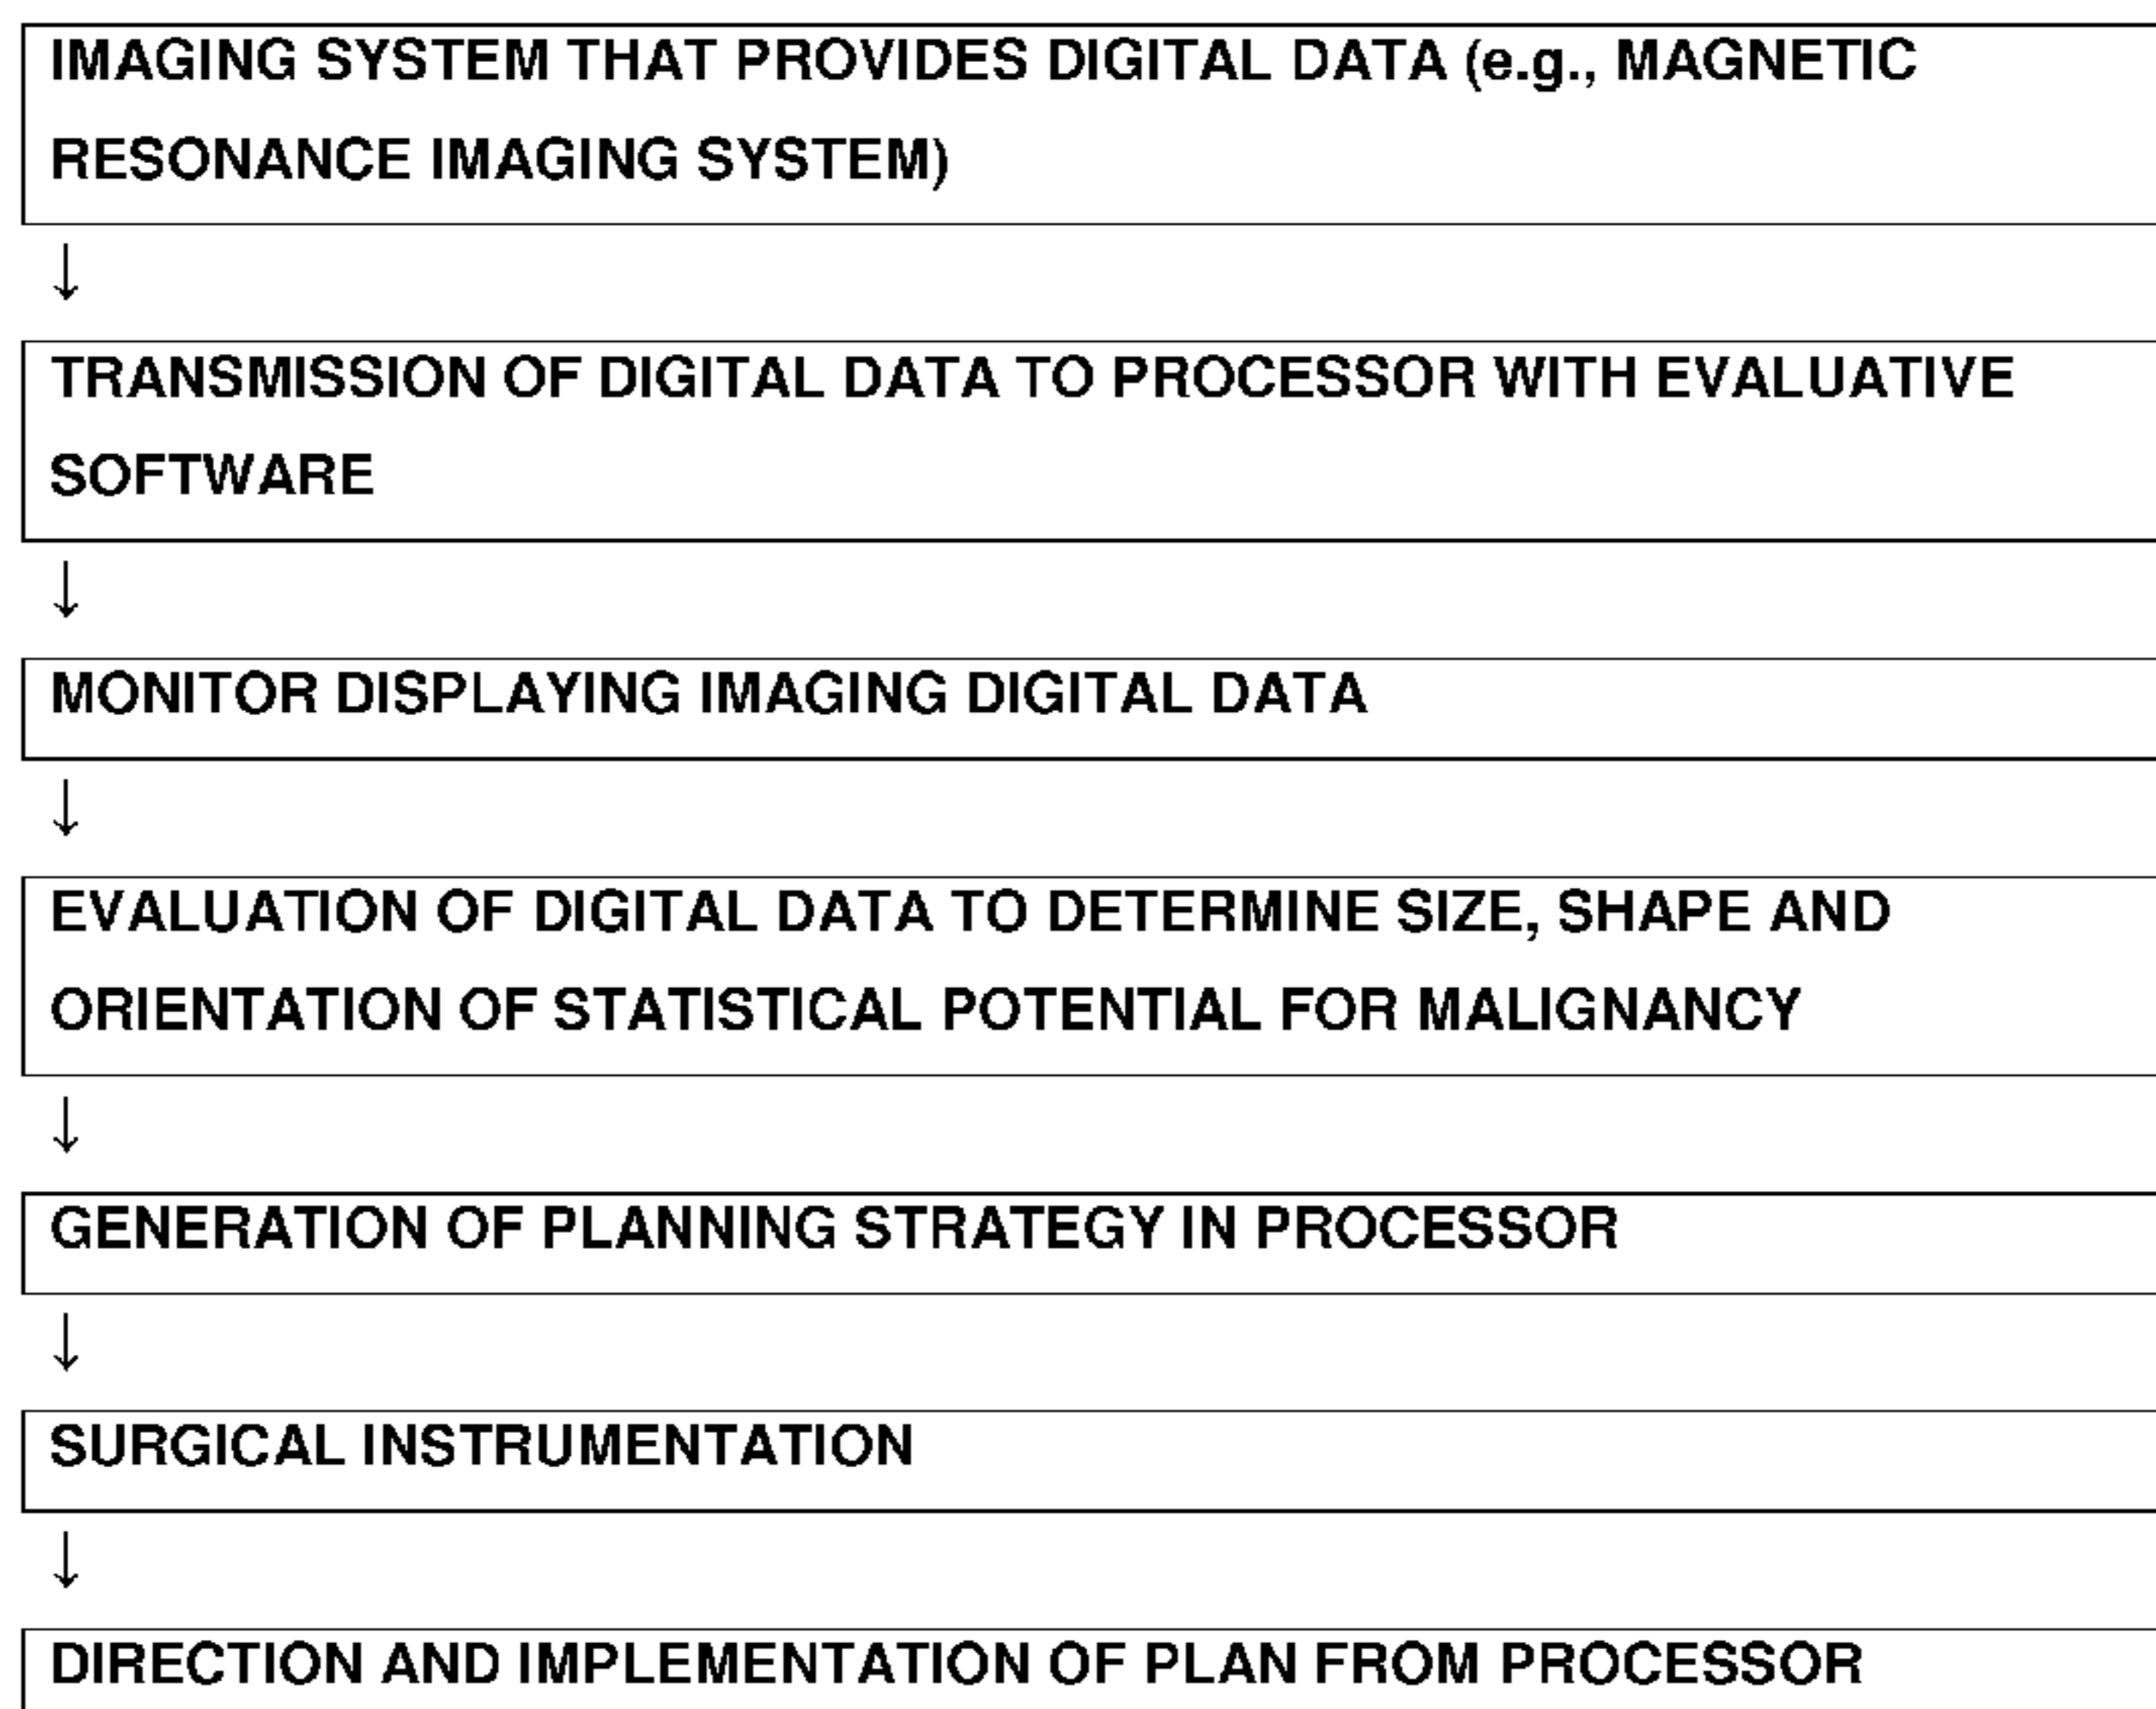 IMAGING SYSTEM THAT PROVIDES DIGITAL DATA (e.g., MAGNETIC
RESONANCE IMAGING SYSTEM)
↓
TRANSMISSION OF DIGITAL DATA TO PROCESSOR WITH EVALUATIVE
SOFTWARE
↓
MONITOR DISPLAYING IMAGING DIGITAL DATA
↓
EVALUATION OF DIGITAL DATA TO DETERMINE SIZE, SHAPE AND
ORIENTATION OF STATISTICAL POTENTIAL FOR MALIGNANCY
↓
GENERATION OF PLANNING STRATEGY IN PROCESSOR
↓
SURGICAL INSTRUMENTATION
↓
DIRECTION AND IMPLEMENTATION OF PLAN FROM PROCESSOR